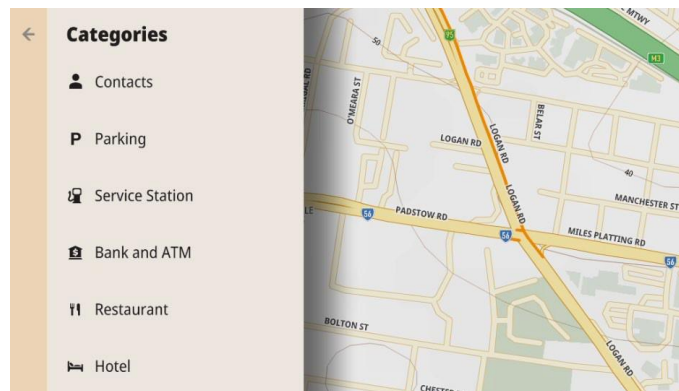 Categories
Contacts
P Parking
Service Station
Bank and ATM
Restaurant
Hotel
MTWY
M3
95
50
O'MEARA ST
BELAR ST
LOGAN RD
LOGAN RD
LOGAN RD
40
MANCHESTER ST
56
PADSTOW RD
56
MILES PLATTING RD
56
BOLTON ST
LOGAN RD